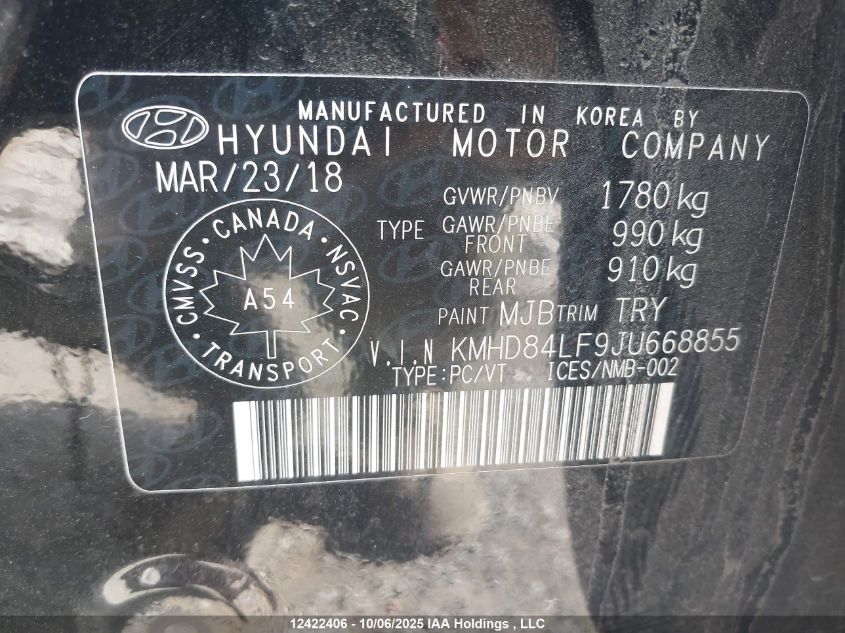 MANUFACTURED IN KOREA BY
HYUNDAI MOTOR COMPANY
MAR/23/18
GVWR/PNBV 1780 kg
TYPE GAWR/PNBE FRONT 990 kg
GAWR/PNBE REAR 910 kg
CMVSS · CANADA · NSVAC · TRANSPORT ·
A54
PAINT MJB TRIM TRY
V.I.N KMHD84LF9JU668855
TYPE:PC/VT ICES/NMB-002
12422406 - 10/06/2025 IAA Holdings , LLC